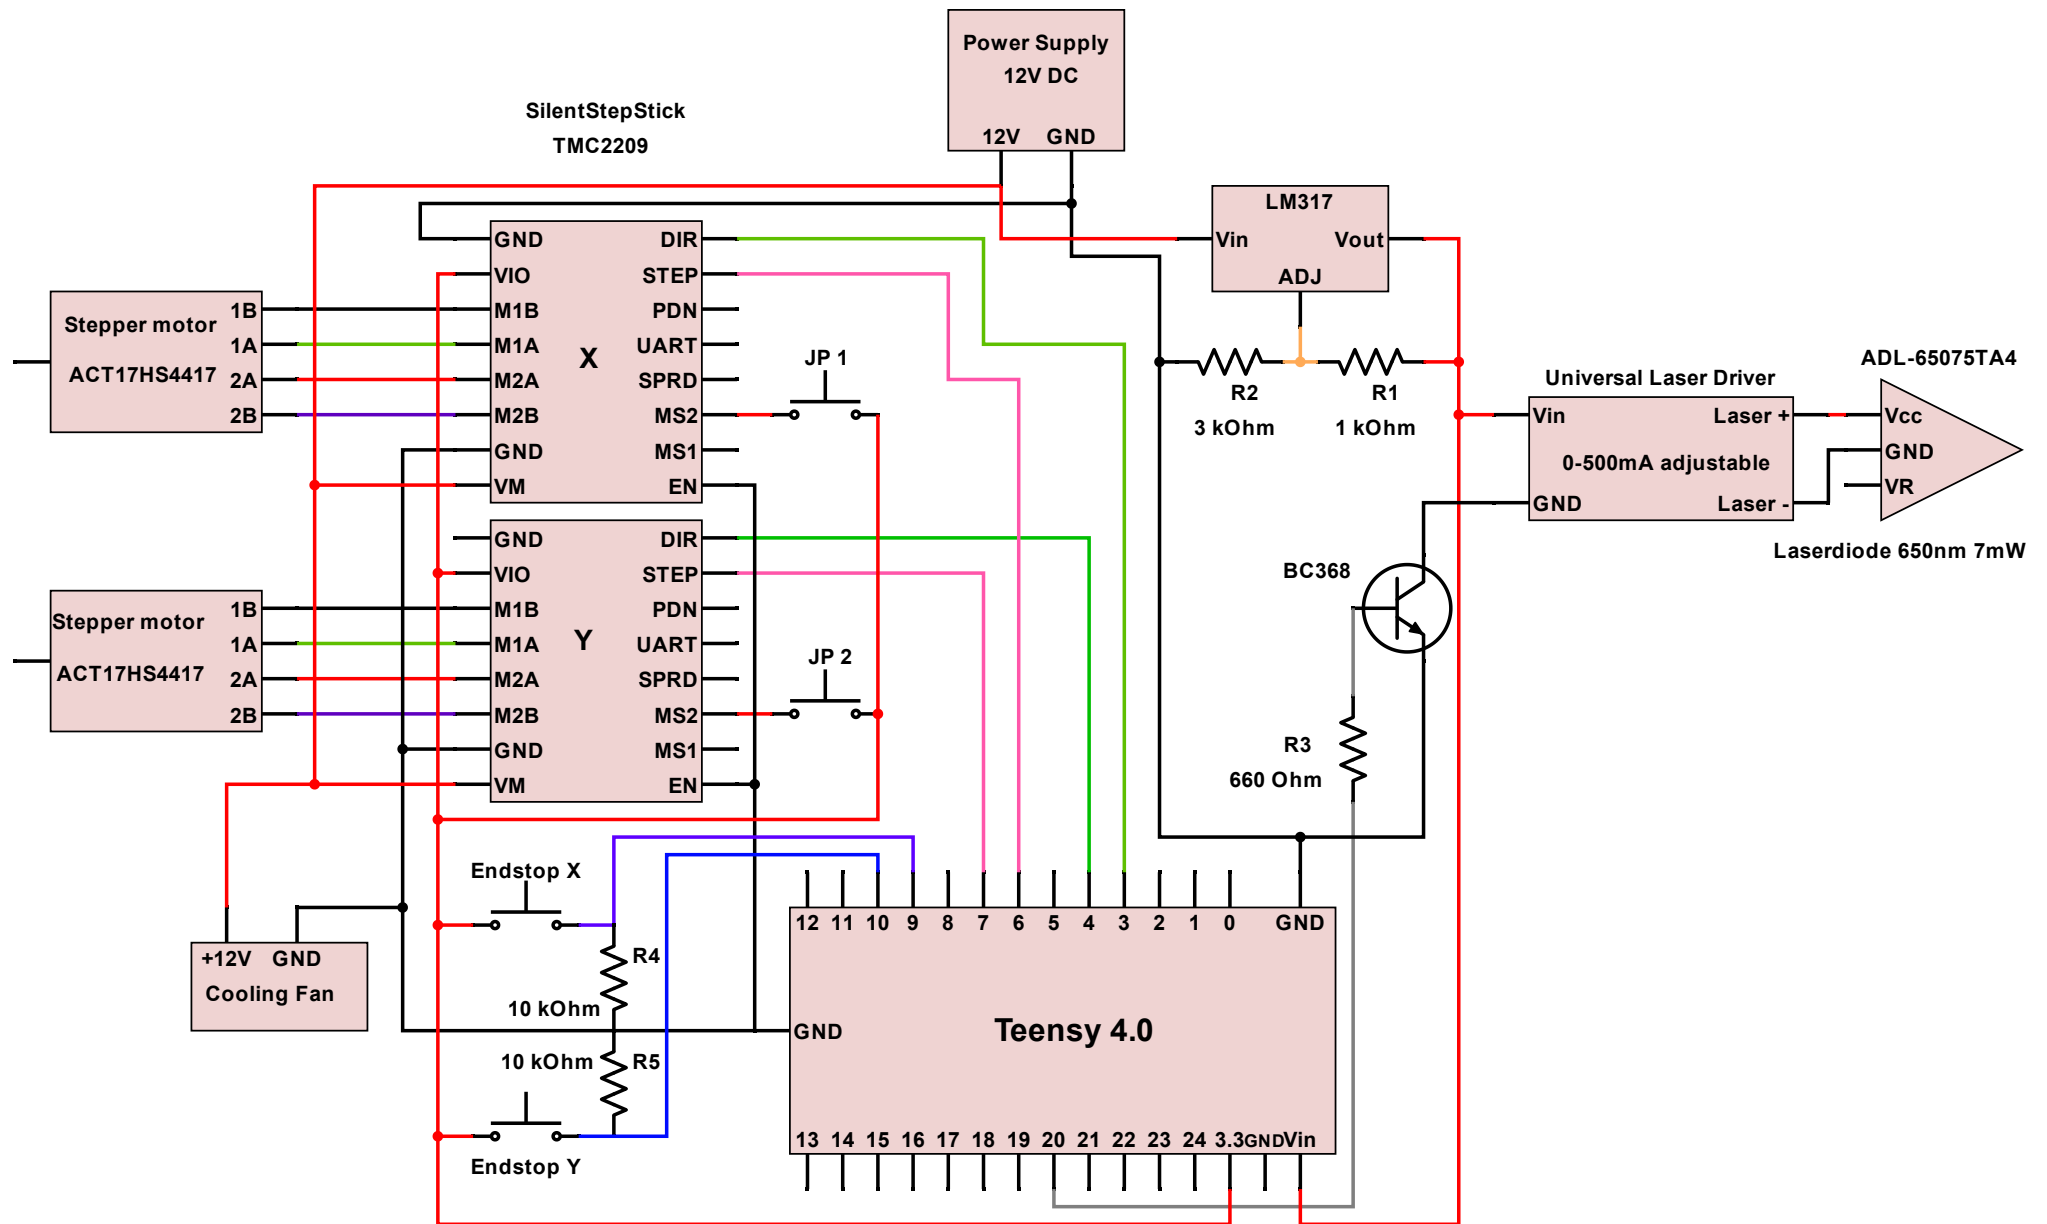 Power Supply
12V DC
12V GND
SilentStepStick
TMC2209
LM317
Vin Vout
ADJ
GND DIR
VIO STEP
M1B PDN
M1A UART
M2A SPRD
M2B MS2
GND MS1
VM EN
X
Stepper motor
ACT17HS4417
1B
1A
2A
2B
JP 1
R2
3 kOhm
R1
1 kOhm
Universal Laser Driver
Vin Laser +
0-500mA adjustable
GND Laser -
ADL-65075TA4
Vcc
GND
VR
Laserdiode 650nm 7mW
BC368
GND DIR
VIO STEP
M1B PDN
M1A UART
M2A SPRD
M2B MS2
GND MS1
VM EN
Y
Stepper motor
ACT17HS4417
1B
1A
2A
2B
JP 2
R3
660 Ohm
Endstop X
R4
10 kOhm
10 kOhm
R5
Endstop Y
+12V GND
Cooling Fan
12 11 10 9 8 7 6 5 4 3 2 1 0 GND
GND
Teensy 4.0
13 14 15 16 17 18 19 20 21 22 23 24 3.3 GND Vin